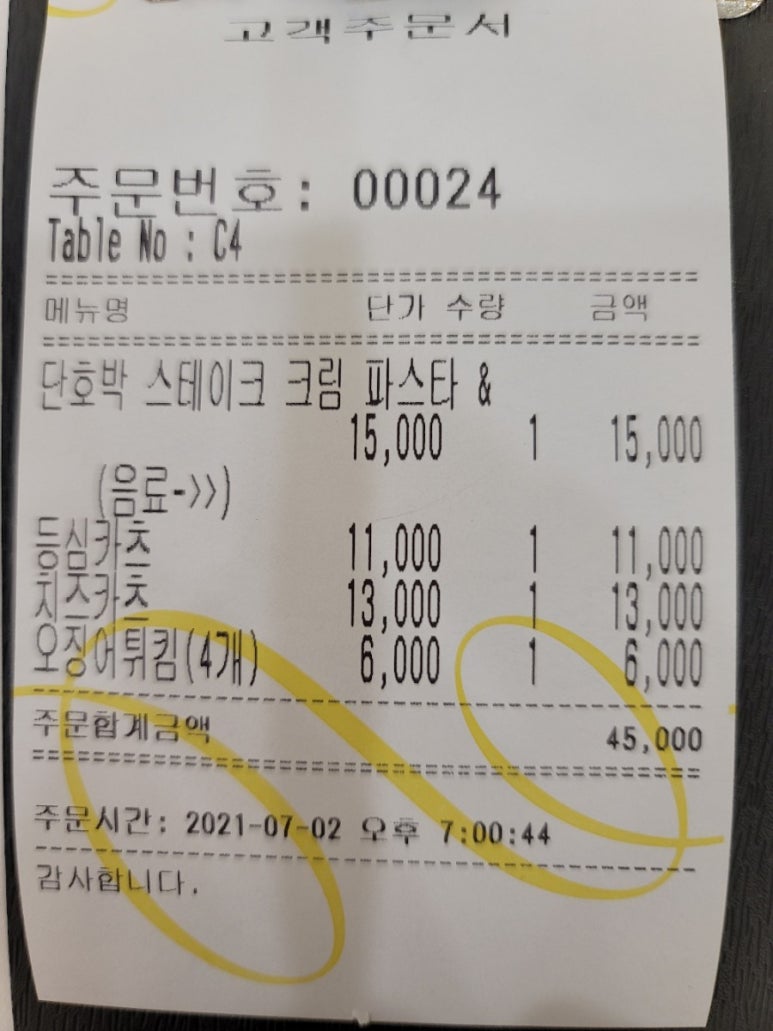 고객주문서
주문번호: 00024
Table No : C4
메뉴명 단가 수량 금액
단호박 스테이크 크림 파스타 &
15,000 1 15,000
(음료->>)
등심카츠 11,000 1 11,000
치즈카츠 13,000 1 13,000
오징어튀킴(4개) 6,000 1 6,000
주문합계금액 45,000
주문시간: 2021-07-02 오후 7:00:44
감사합니다.